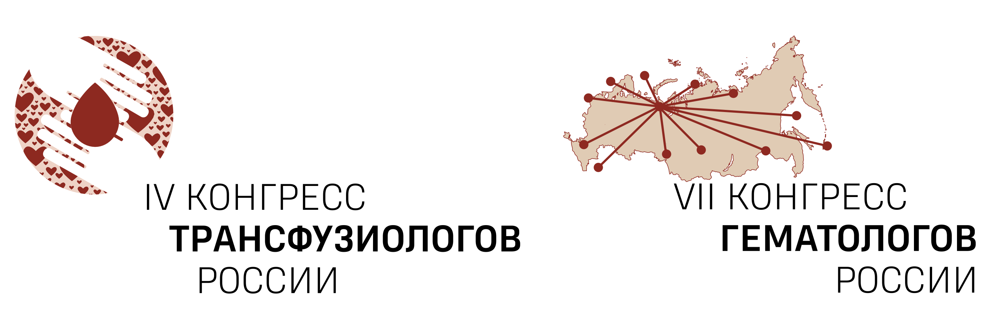 IV КОНГРЕСС
ТРАНСФУЗИОЛОГОВ
РОССИИ
VII КОНГРЕСС
ГЕМАТОЛОГОВ
РОССИИ